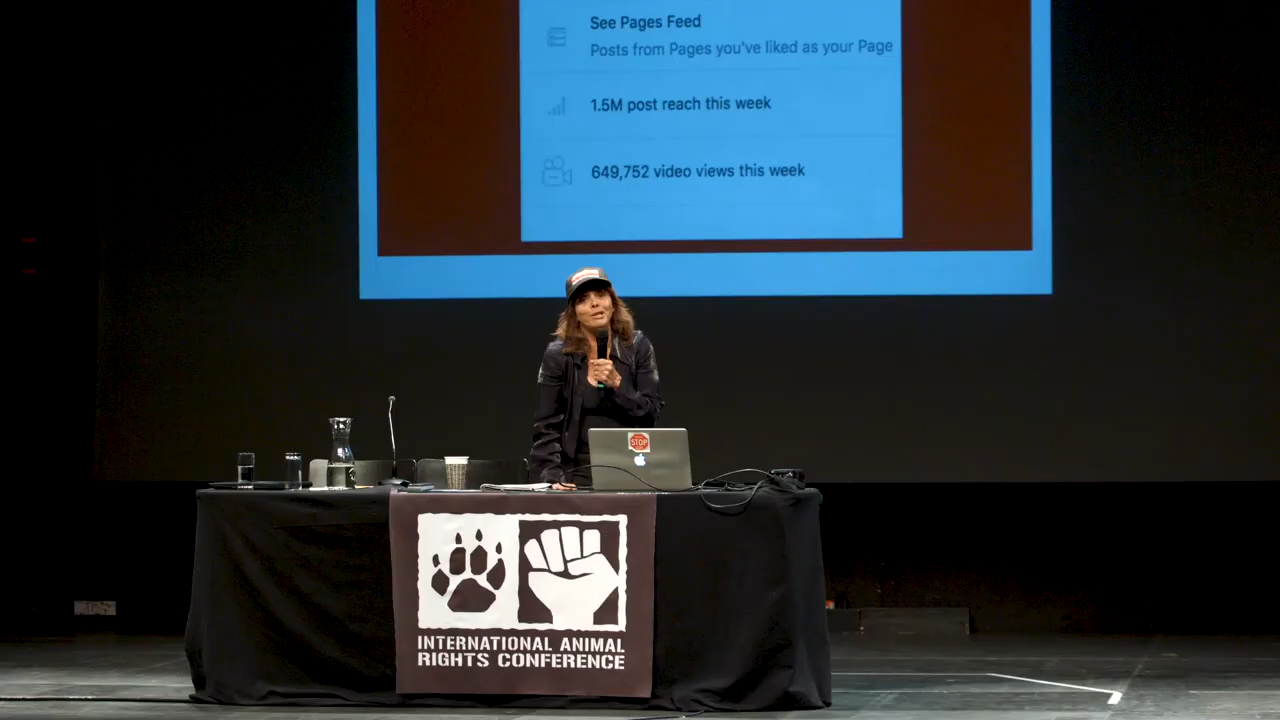 See Pages Feed
Posts from Pages you've liked as your Page
1.5M post reach this week
649,752 video views this week
STOP
INTERNATIONAL ANIMAL
RIGHTS CONFERENCE